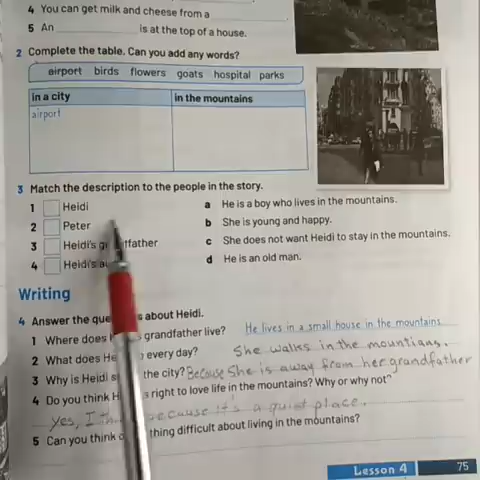 4 You can get milk and cheese from a
5 An is at the top of a house.
2 Complete the table. Can you add any words?
airport birds flowers goats hospital parks
in a city in the mountains
airport
3 Match the description to the people in the story.
1 Heidi a He is a boy who lives in the mountains.
2 Peter b She is young and happy.
3 Heidi's c She does not want Heidi to stay in the mountains.
4 Heidi's d He is an old man.
Writing
4 Answer the about Heidi.
1 Where does grandfather live? He lives in a small house in the mountains
2 What does every day? She walks in the mountians.
3 Why is Heidi the city? Because She is away from her grandfather
4 Do you think right to love life in the mountains? Why or why not"
yes, I because it's a quiet place.
5 Can you think thing difficult about living in the mountains?
Lesson 4 75